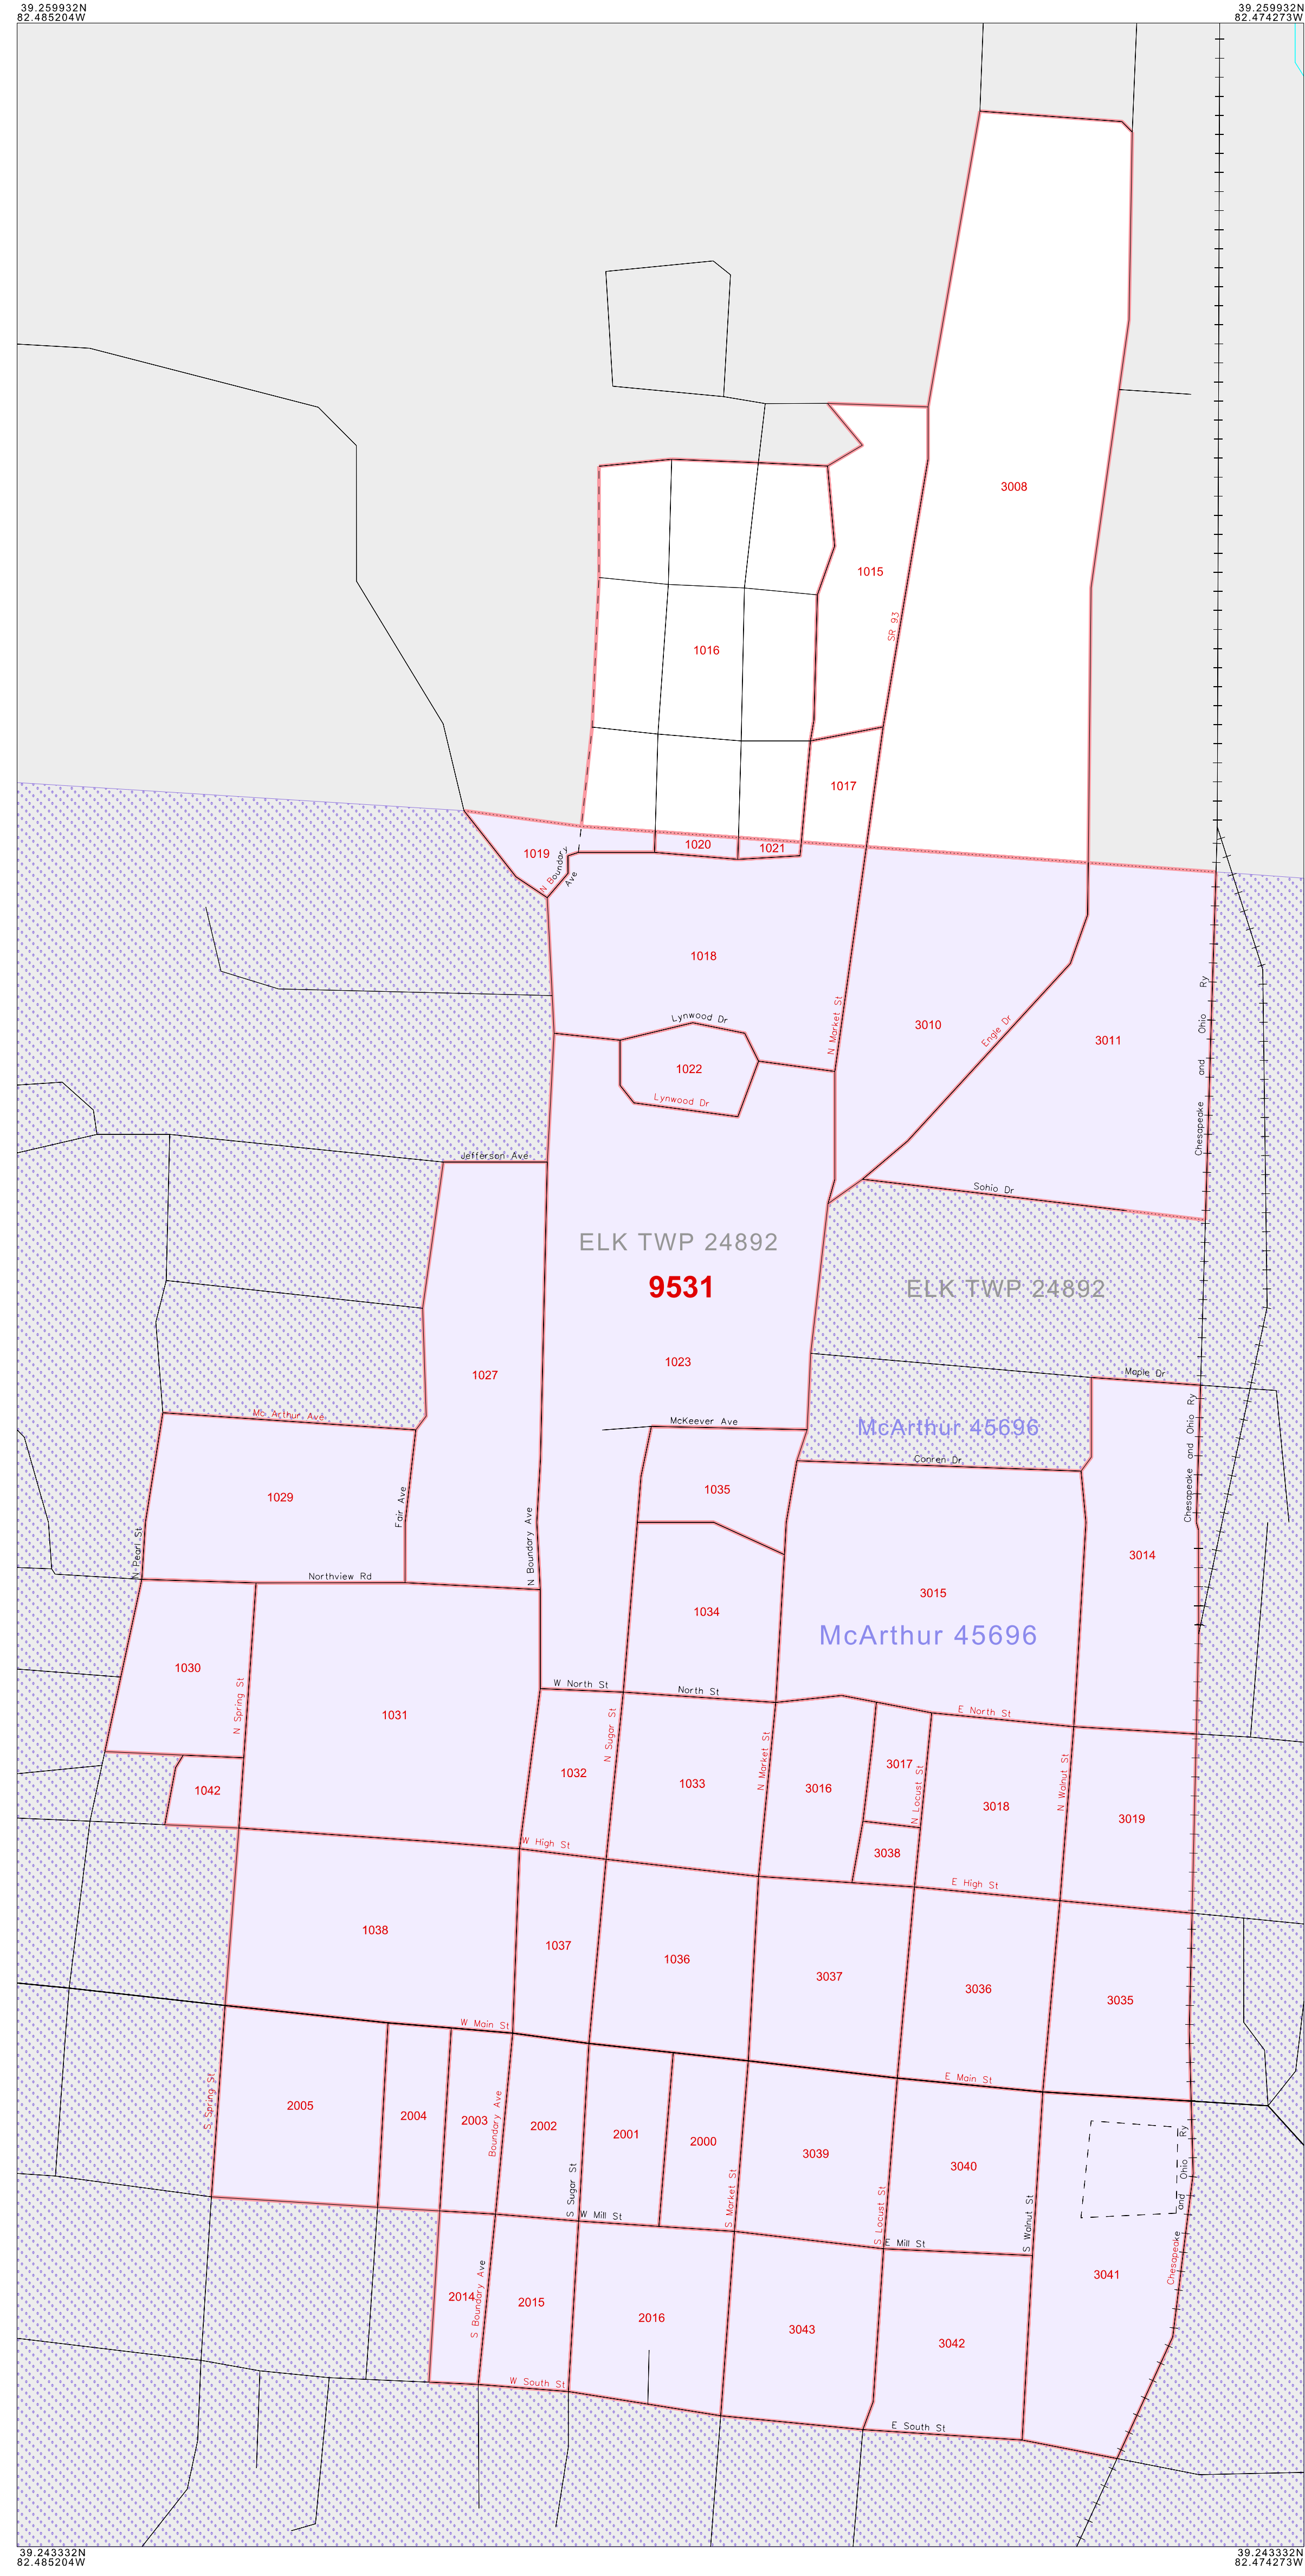 39.259932N
82.485204W
39.259932N
82.474273W
3008
1015
SR 93
1016
1017
1019
N Boundary
Ave
1020
1021
1018
N Market St
3010
Engle Dr
3011
Chesapeake and Ohio Ry
Lynwood Dr
1022
Lynwood Dr
Jefferson Ave
Sohio Dr
ELK TWP 24892
9531
ELK TWP 24892
1023
Maple Dr
1027
Mc Arthur Ave
McKeever Ave
McArthur 45696
Conren Dr
Chesapeake and Ohio Ry
1035
1029
Fair Ave
N Pearl St
N Boundary Ave
3014
Northview Rd
3015
1034
McArthur 45696
1030
N Spring St
W North St
North St
E North St
1031
N Sugar St
N Market St
3017
N Locust St
N Walnut St
1032
1033
3016
3018
3019
1042
W High St
3038
E High St
1038
1037
1036
3037
3036
3035
W Main St
E Main St
S Spring St
2005
2004
2003
Boundary Ave
2002
2001
2000
3039
3040
S Sugar St
W Mill St
S Market St
S Locust St
E Mill St
S Walnut St
Chesapeake and Ohio Ry
3041
2014
S Boundary Ave
2015
2016
3043
3042
W South St
E South St
39.243332N
82.485204W
39.243332N
82.474273W